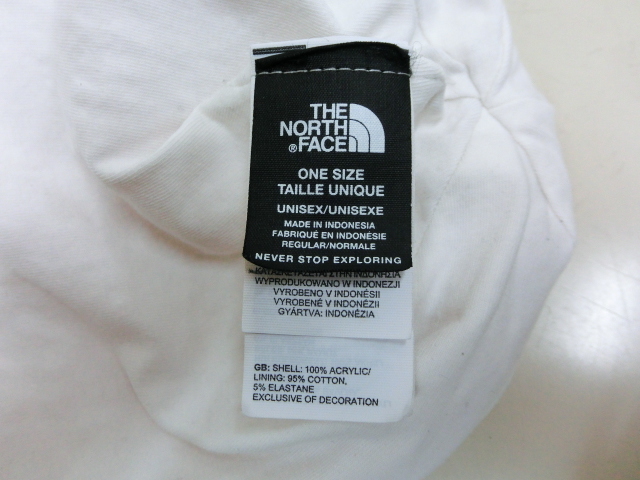 THE
NORTH
FACE
®
ONE SIZE
TAILLE UNIQUE
UNISEX/UNISEXE
MADE IN INDONESIA
FABRIQUÉ EN INDONÉSIE
REGULAR/NORMALE
NEVER STOP EXPLORING
WYPRODUKOWANO W INDONEZJI
VYROBENO V INDONÉSII
VYROBENÉ V INDONÉZII
GYÁRTVA: INDONÉZIA
GB: SHELL: 100% ACRYLIC/
LINING: 95% COTTON,
5% ELASTANE
EXCLUSIVE OF DECORATION